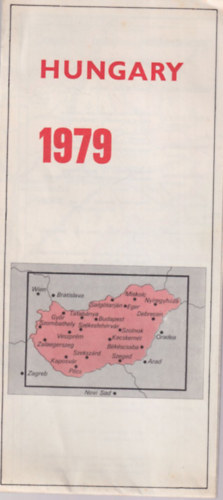 HUNGARY
1979
Wien
Bratislava
Miskolc
Nyíregyháza
Salgótarján
Eger
Győr
Tatabánya
Debrecen
Szombathely
Budapest
Székesfehérvár
Szolnok
Veszprém
Kecskemét
Oradea
Zalaegerszeg
Békéscsaba
Szekszárd
Szeged
Kaposvár
Arad
Pécs
Zagreb
Novi Sad